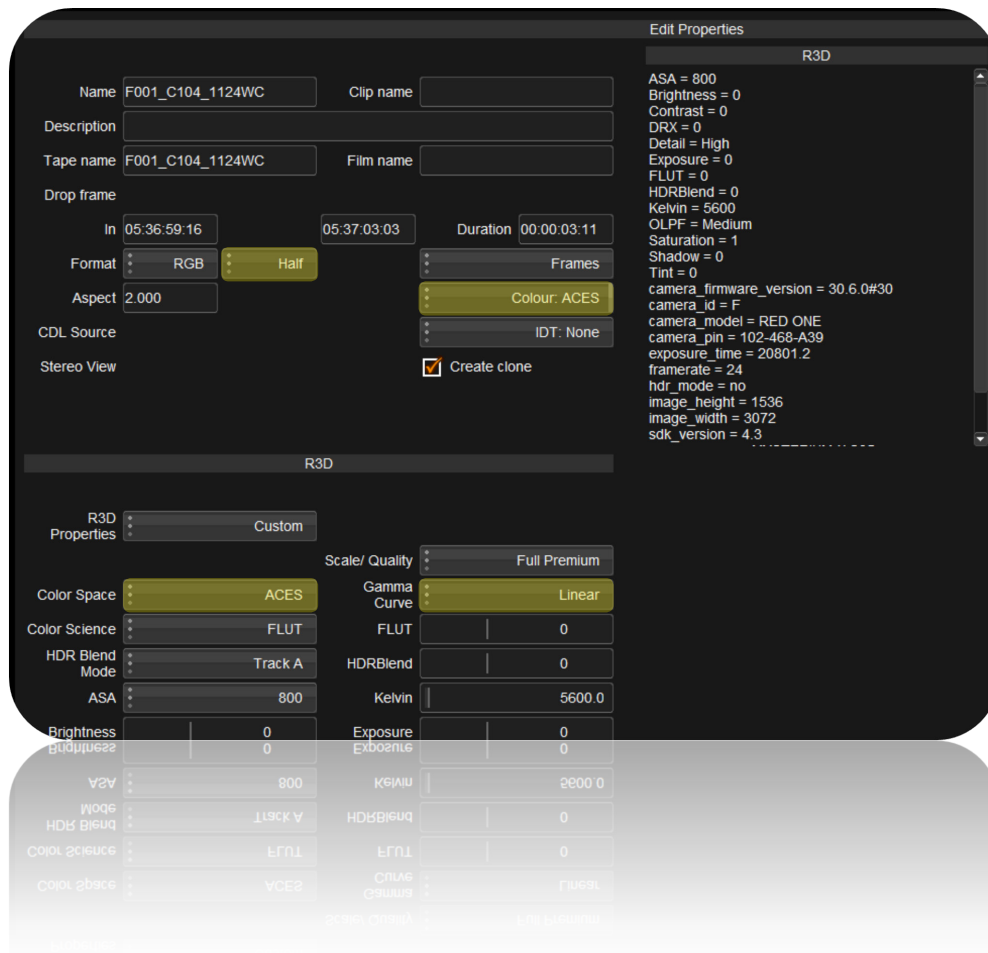 Edit Properties
R3D
Name F001_C104_1124WC Clip name
Description
Tape name F001_C104_1124WC Film name
Drop frame
In 05:36:59:16 05:37:03:03 Duration 00:00:03:11
Format RGB Half Frames
Aspect 2.000 Colour: ACES
CDL Source IDT: None
Stereo View Create clone
ASA = 800
Brightness = 0
Contrast = 0
DRX = 0
Detail = High
Exposure = 0
FLUT = 0
HDRBlend = 0
Kelvin = 5600
OLPF = Medium
Saturation = 1
Shadow = 0
Tint = 0
camera_firmware_version = 30.6.0#30
camera_id = F
camera_model = RED ONE
camera_pin = 102-468-A39
exposure_time = 20801.2
framerate = 24
hdr_mode = no
image_height = 1536
image_width = 3072
sdk_version = 4.3
R3D
R3D Properties Custom
Scale/ Quality Full Premium
Color Space ACES Gamma Curve Linear
Color Science FLUT FLUT 0
HDR Blend Mode Track A HDRBlend 0
ASA 800 Kelvin 5600.0
Brightness 0 Exposure 0